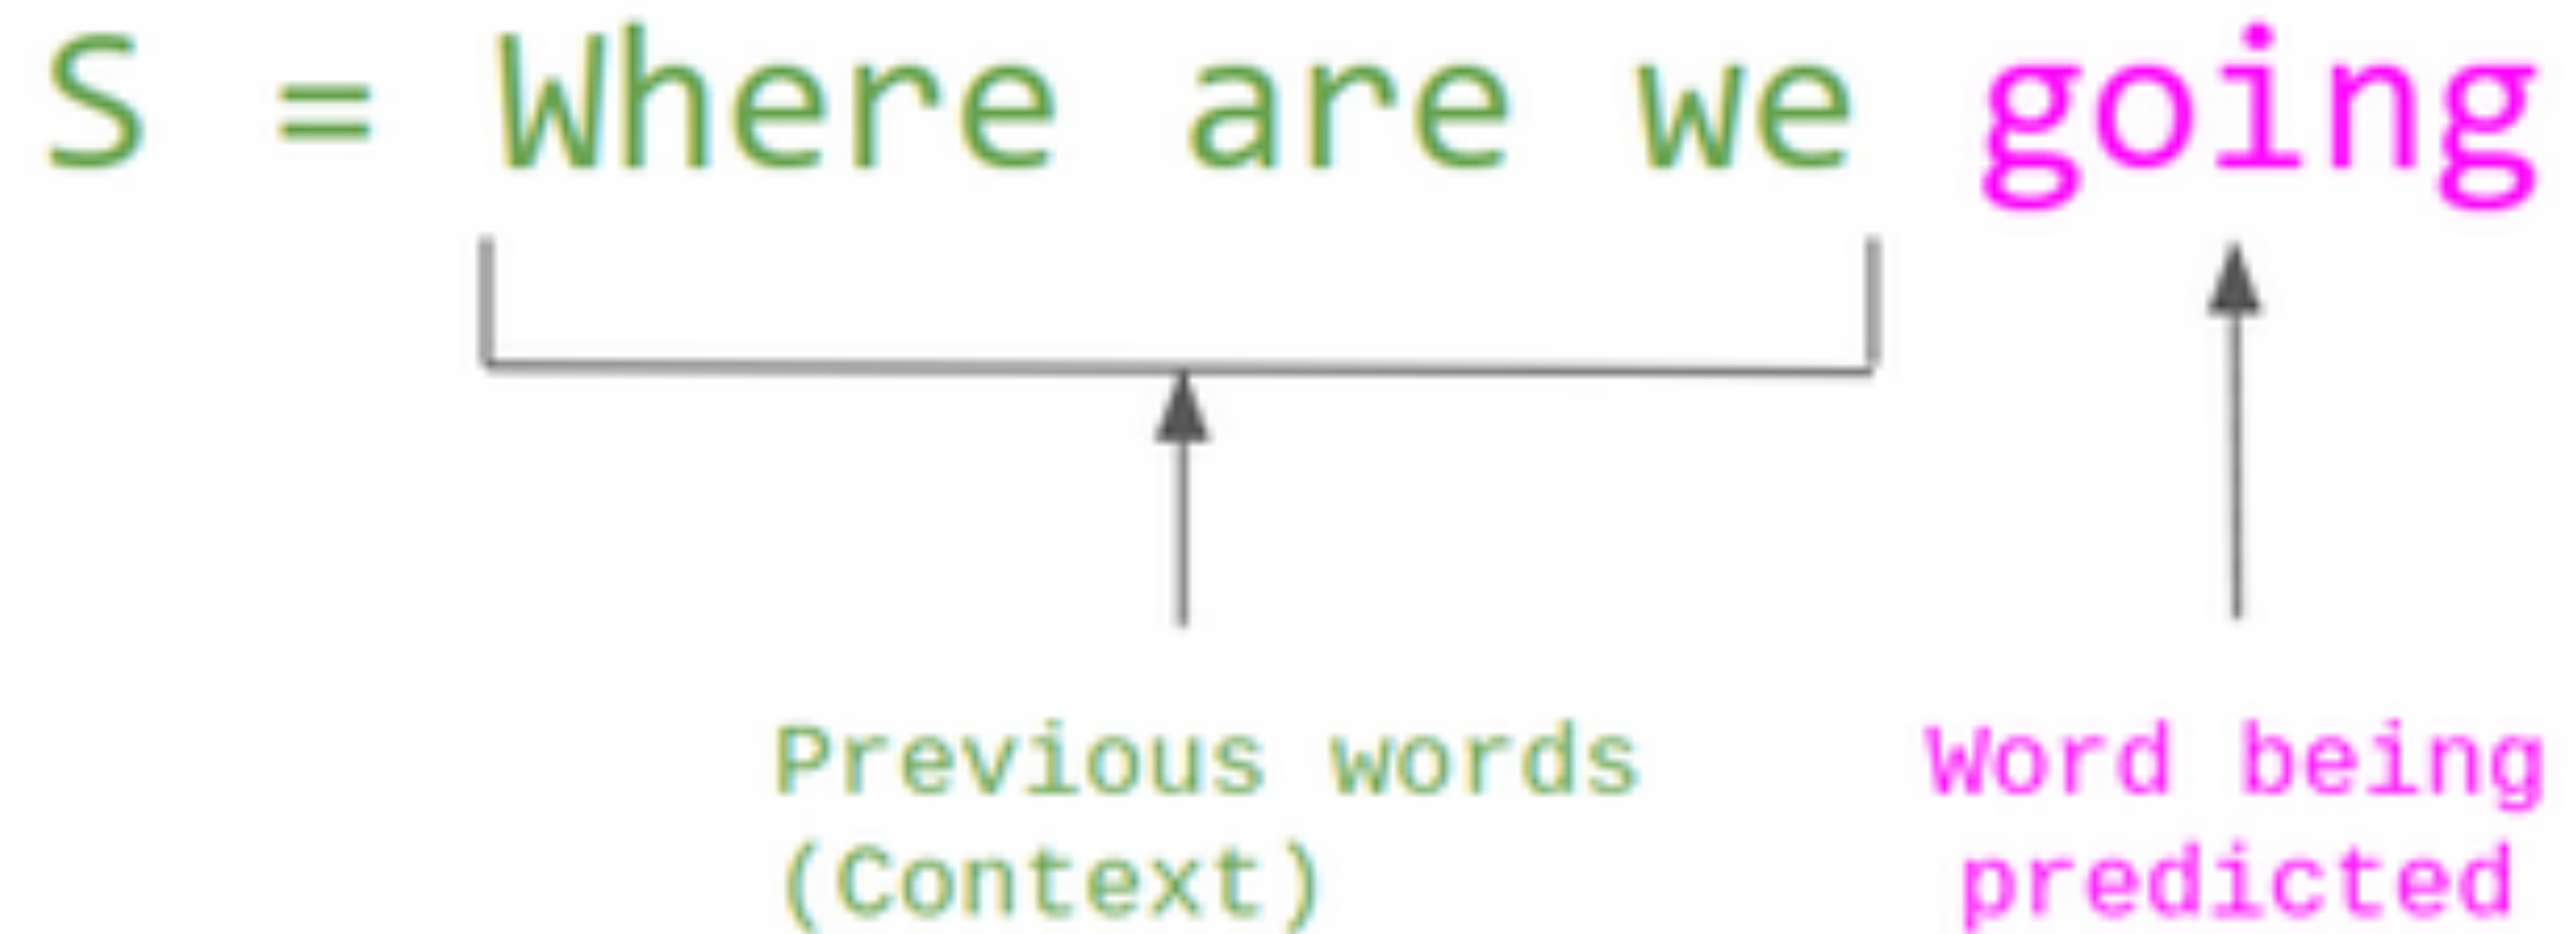 S = Where are we going
Previous words
(Context)
Word being
predicted